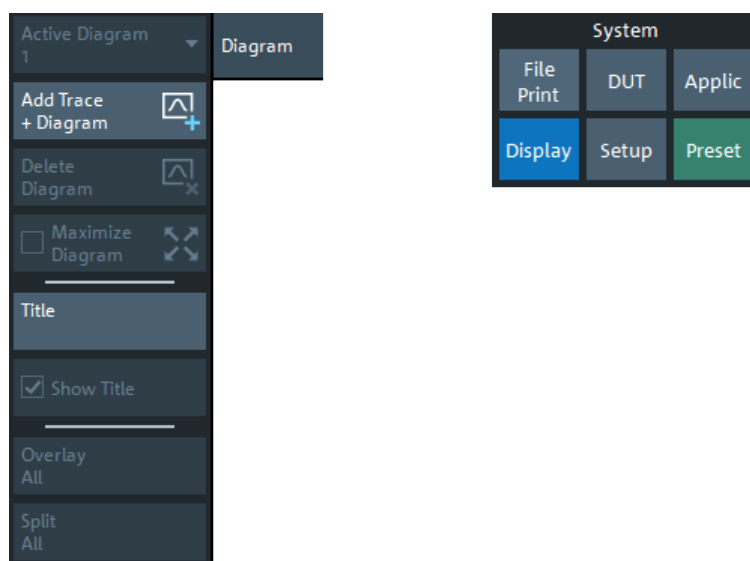 Active Diagram
1
Add Trace
+ Diagram
Delete
Diagram
Maximize
Diagram
Title
Show Title
Overlay
All
Split
All
Diagram
System
File
Print
DUT
Applic
Display
Setup
Preset